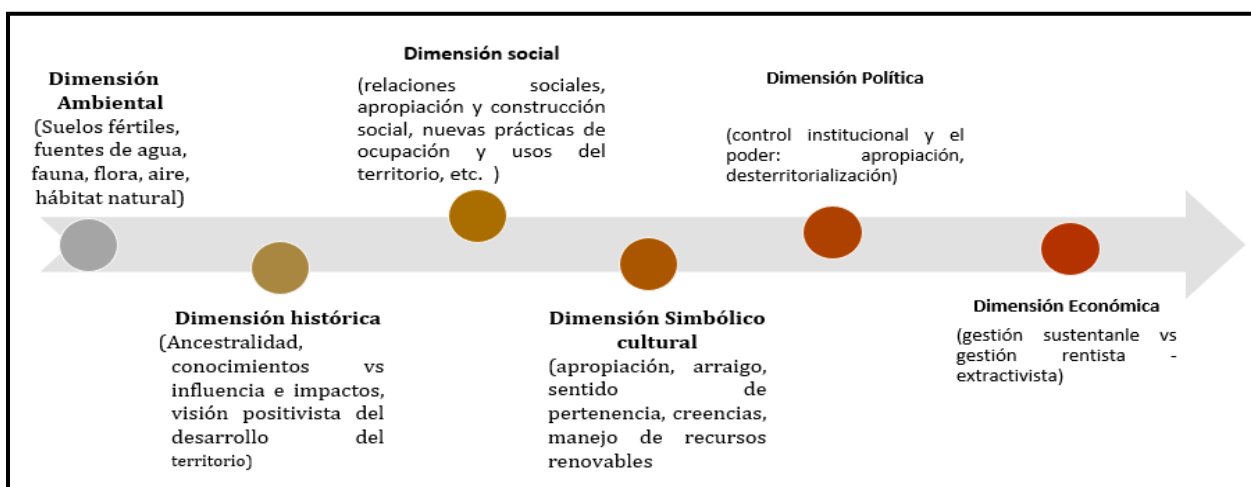 Dimensión
Ambiental
(Suelos fértiles,
fuentes de agua,
fauna, flora, aire,
hábitat natural)
Dimensión histórica
(Ancestralidad,
conocimientos vs
influencia e impactos,
visión positivista del
desarrollo del
territorio)
Dimensión social
(relaciones sociales,
apropiación y construcción
social, nuevas prácticas de
ocupación y usos del
territorio, etc. )
Dimensión Simbólico
cultural
(apropiación, arraigo,
sentido de
pertenencia, creencias,
manejo de recursos
renovables
Dimensión Política
(control institucional y el
poder: apropiación,
desterritorialización)
Dimensión Económica
(gestión sustentanle vs
gestión rentista -
extractivista)